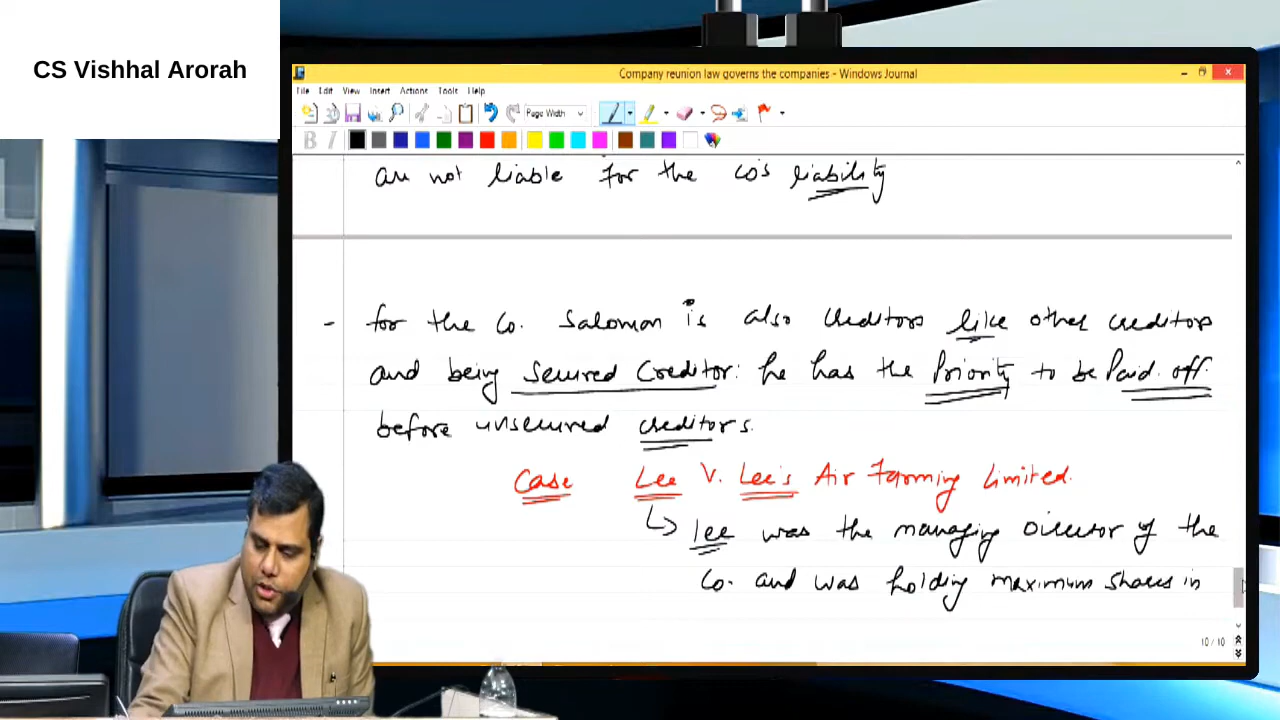 CS Vishhal Arorah
Company reunion law governs the companies - Windows Journal
File Edit View Insert Actions Tools Help
Page Width
B I
are not liable for the co's liability
- for the Co. Salomon is also creditors like other creditors
and being secured Creditor: he has the Priority to be Paid off.
before unsecured creditors.
Case Lee V. Lee's Air Farming Limited.
Lee was the managing Director of the
Co. and was holding maximum shares in
10 / 10